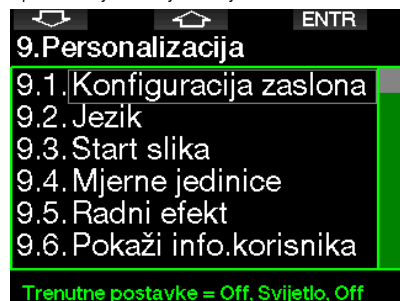 ENTR
9.Personalizacija
9.1.Konfiguracija zaslona
9.2.Jezik
9.3.Start slika
9.4.Mjerne jedinice
9.5.Radni efekt
9.6.Pokaži info.korisnika
Trenutne postavke = Off, Svijetlo, Off